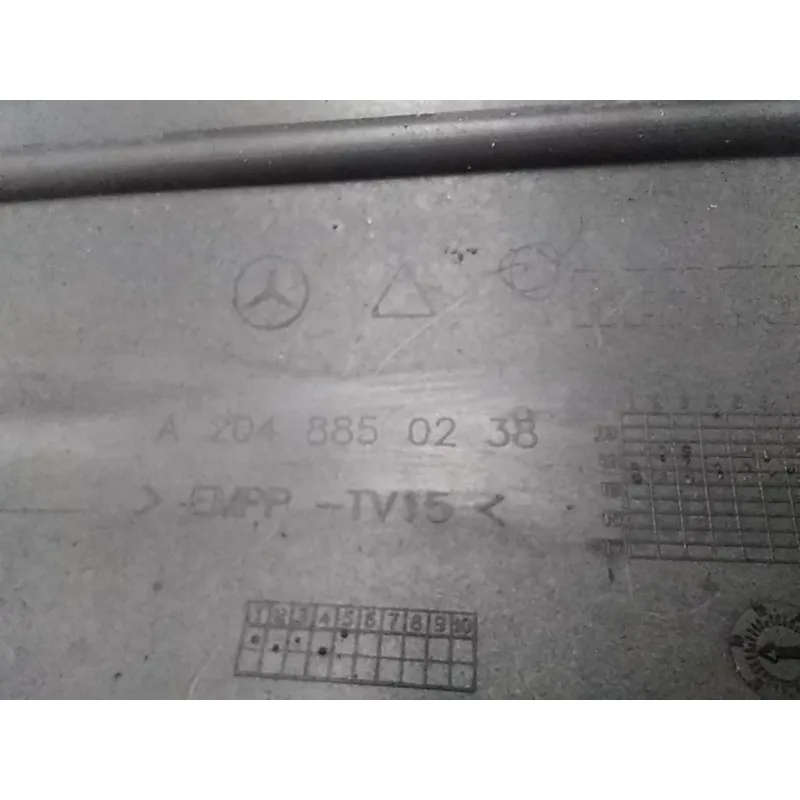 A 204 885 02 38
> EMPP -TV15 <
1 2 3 4 5 6 7 8 9 10